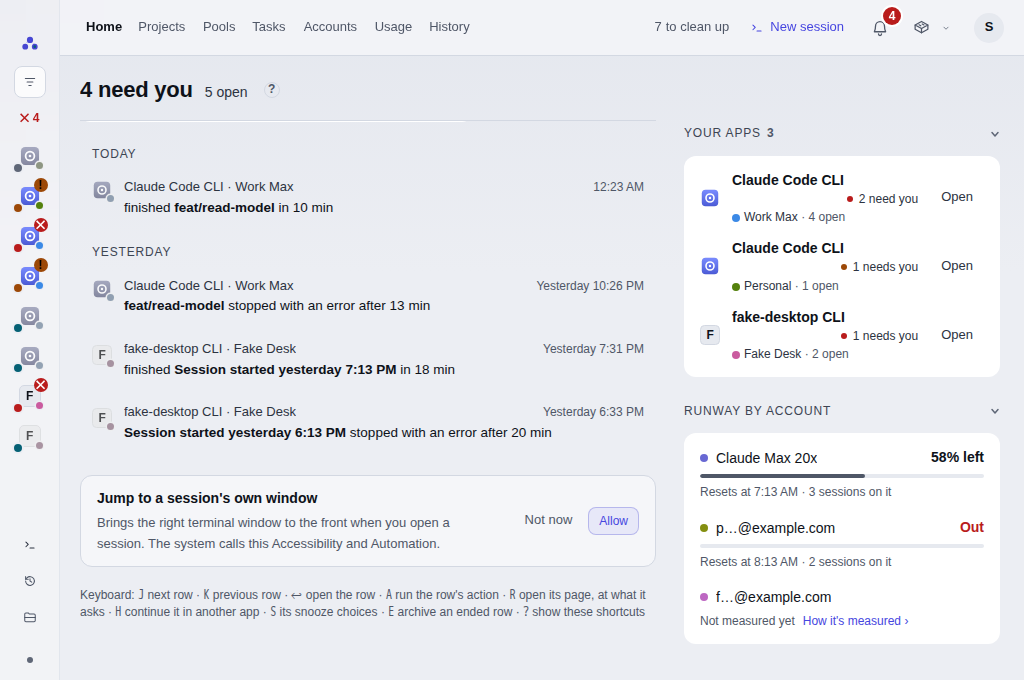 Home Projects Pools Tasks Accounts Usage History 7 to clean up New session 4 S
4
! ! F F
4 need you 5 open ?
TODAY
Claude Code CLI · Work Max 12:23 AM
finished feat/read-model in 10 min
YESTERDAY
Claude Code CLI · Work Max Yesterday 10:26 PM
feat/read-model stopped with an error after 13 min
F fake-desktop CLI · Fake Desk Yesterday 7:31 PM
finished Session started yesterday 7:13 PM in 18 min
F fake-desktop CLI · Fake Desk Yesterday 6:33 PM
Session started yesterday 6:13 PM stopped with an error after 20 min
Jump to a session's own window
Brings the right terminal window to the front when you open a
session. The system calls this Accessibility and Automation.
Not now Allow
Keyboard: J next row · K previous row · ↩ open the row · A run the row's action · R open its page, at what it
asks · H continue it in another app · S its snooze choices · E archive an ended row · ? show these shortcuts
YOUR APPS 3
Claude Code CLI
2 need you Open
Work Max · 4 open
Claude Code CLI
1 needs you Open
Personal · 1 open
fake-desktop CLI
F 1 needs you Open
Fake Desk · 2 open
RUNWAY BY ACCOUNT
Claude Max 20x 58% left
Resets at 7:13 AM · 3 sessions on it
p…@example.com Out
Resets at 8:13 AM · 2 sessions on it
f…@example.com
Not measured yet How it's measured ›